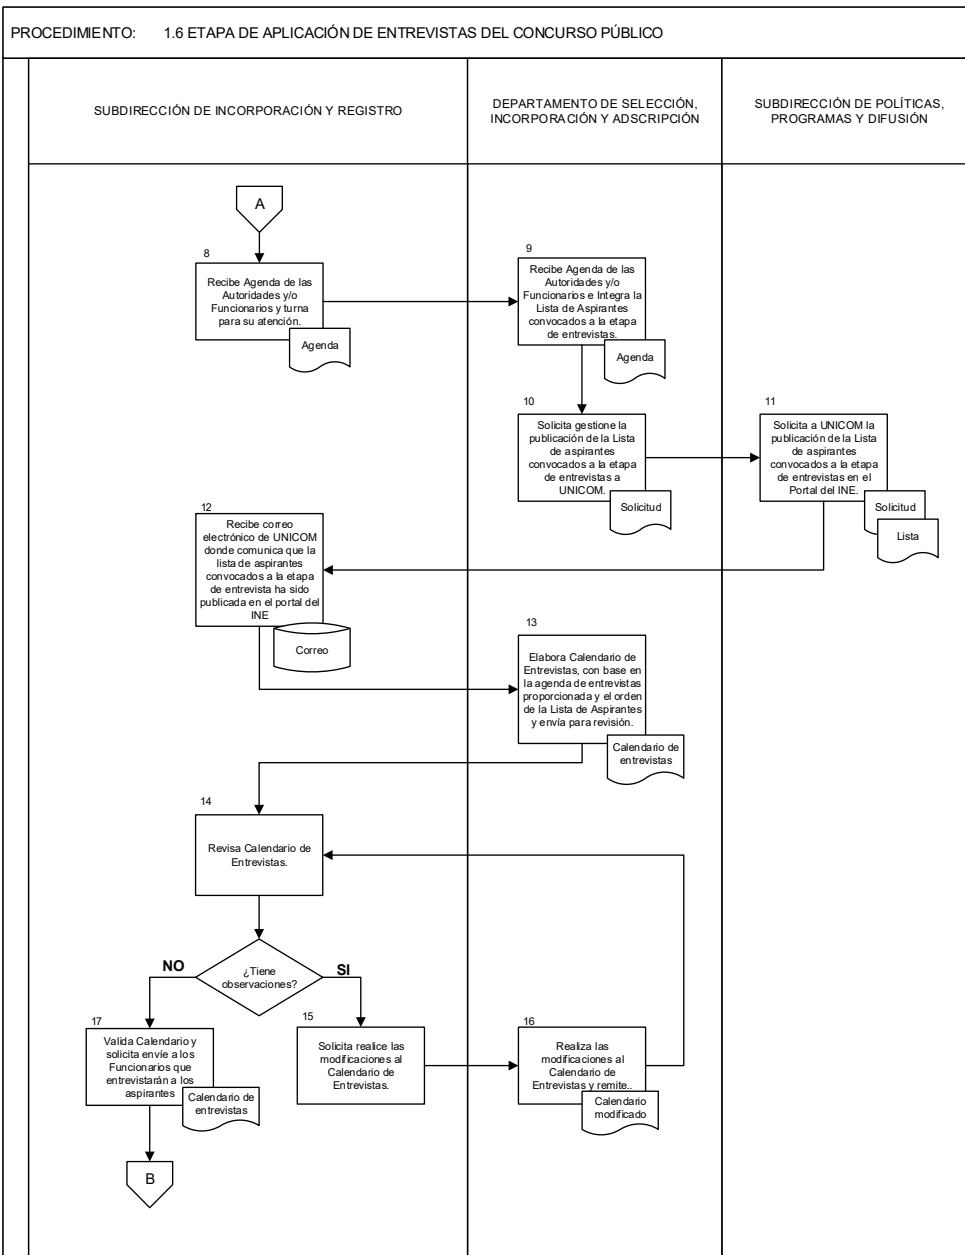 PROCEDIMIENTO: 1.6 ETAPA DE APLICACIÓN DE ENTREVISTAS DEL CONCURSO PÚBLICO
SUBDIRECCIÓN DE INCORPORACIÓN Y REGISTRO
DEPARTAMENTO DE SELECCIÓN,
INCORPORACIÓN Y ADSCRIPCIÓN
SUBDIRECCIÓN DE POLÍTICAS,
PROGRAMAS Y DIFUSIÓN
A
8
Recibe Agenda de las
Autoridades y/o
Funcionarios y turna
para su atención.
Agenda
9
Recibe Agenda de las
Autoridades y/o
Funcionarios e Integra la
Lista de Aspirantes
convocados a la etapa
de entrevistas.
Agenda
10
Solicita gestione la
publicación de la Lista
de aspirantes
convocados a la etapa
de entrevistas a
UNICOM.
Solicitud
11
Solicita a UNICOM la
publicación de la Lista
de aspirantes
convocados a la etapa
de entrevistas en el
Portal del INE.
Solicitud
Lista
12
Recibe correo
electrónico de UNICOM
donde comunica que la
lista de aspirantes
convocados a la etapa
de entrevista ha sido
publicada en el portal del
INE
Correo
13
Elabora Calendario de
Entrevistas, con base en
la agenda de entrevistas
proporcionada y el orden
de la Lista de Aspirantes
y envía para revisión.
Calendario de
entrevistas
14
Revisa Calendario de
Entrevistas.
¿Tiene
observaciones?
NO
SI
15
Solicita realice las
modificaciones al
Calendario de
Entrevistas.
16
Realiza las
modificaciones al
Calendario de
Entrevistas y remite..
Calendario
modificado
17
Valida Calendario y
solicita envíe a los
Funcionarios que
entrevistarán a los
aspirantes
Calendario de
entrevistas
B